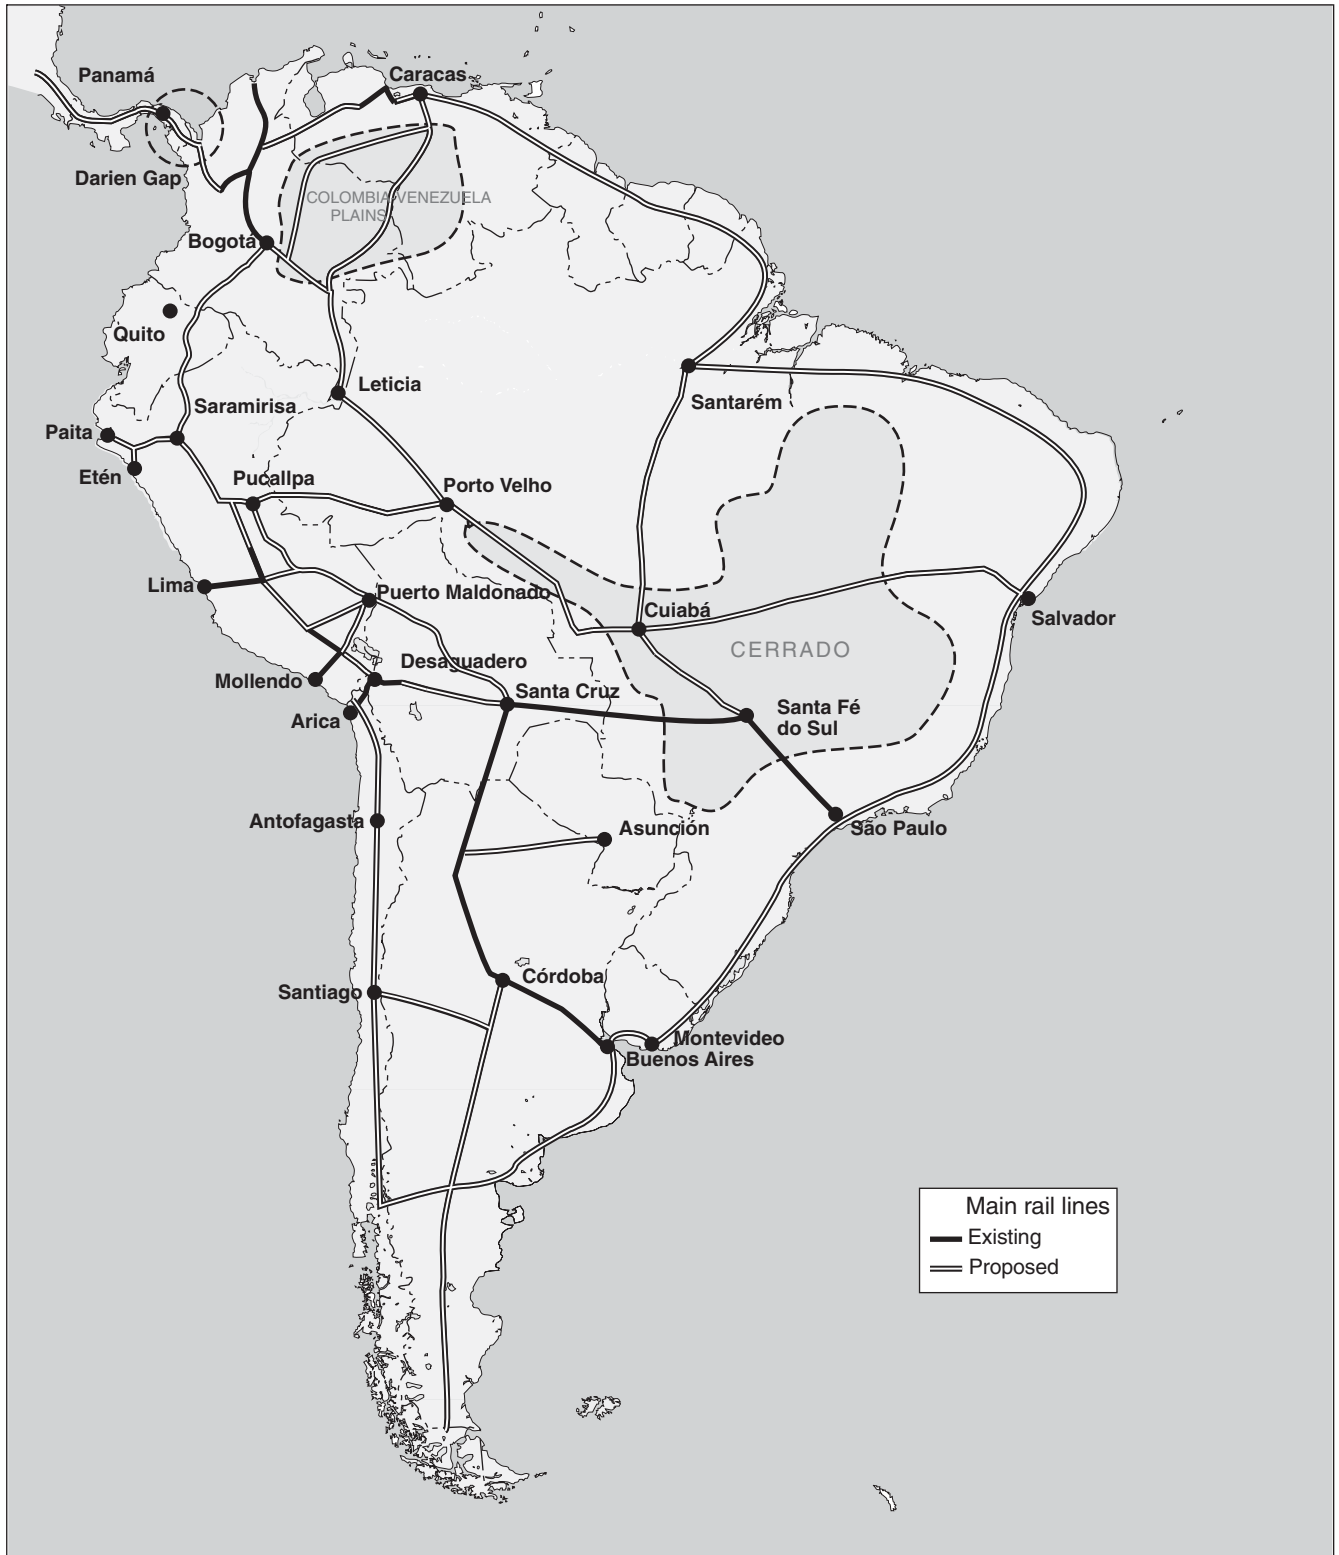 Panamá
Caracas
Darien Gap
COLOMBIA-VENEZUELA
PLAINS
Bogotá
Quito
Leticia
Saramirisa
Santarém
Paita
Etén
Pucallpa
Porto Velho
Lima
Puerto Maldonado
Cuiabá
Salvador
CERRADO
Desaguadero
Mollendo
Santa Cruz
Santa Fé
do Sul
Arica
Antofagasta
Asunción
São Paulo
Córdoba
Santiago
Montevideo
Buenos Aires
Main rail lines
Existing
Proposed